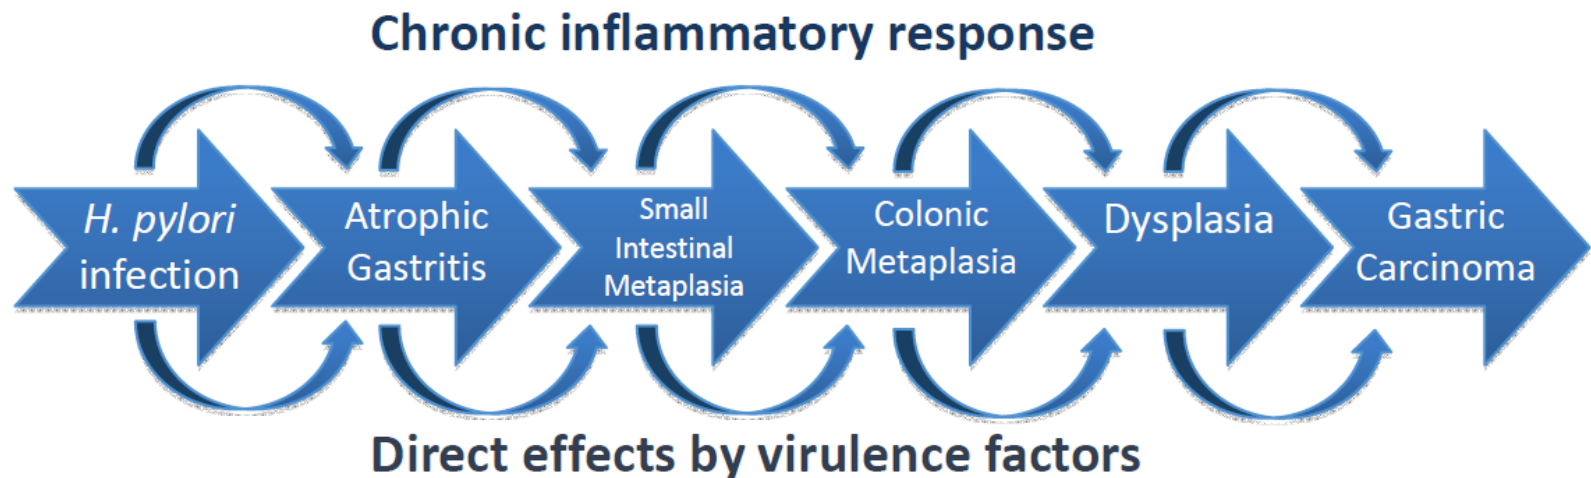 Chronic inflammatory response
H. pylori
infection
Atrophic
Gastritis
Small
Intestinal
Metaplasia
Colonic
Metaplasia
Dysplasia
Gastric
Carcinoma
Direct effects by virulence factors